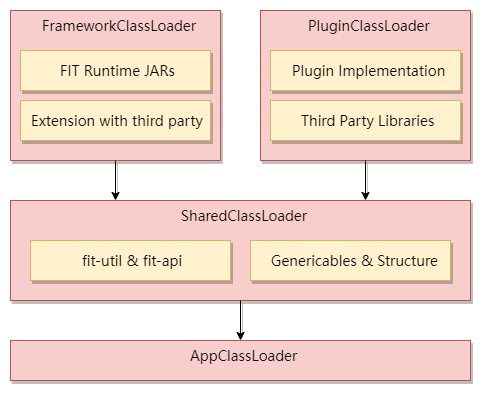 FrameworkClassLoader
FIT Runtime JARs
Extension with third party
PluginClassLoader
Plugin Implementation
Third Party Libraries
SharedClassLoader
fit-util & fit-api
Genericables & Structure
AppClassLoader